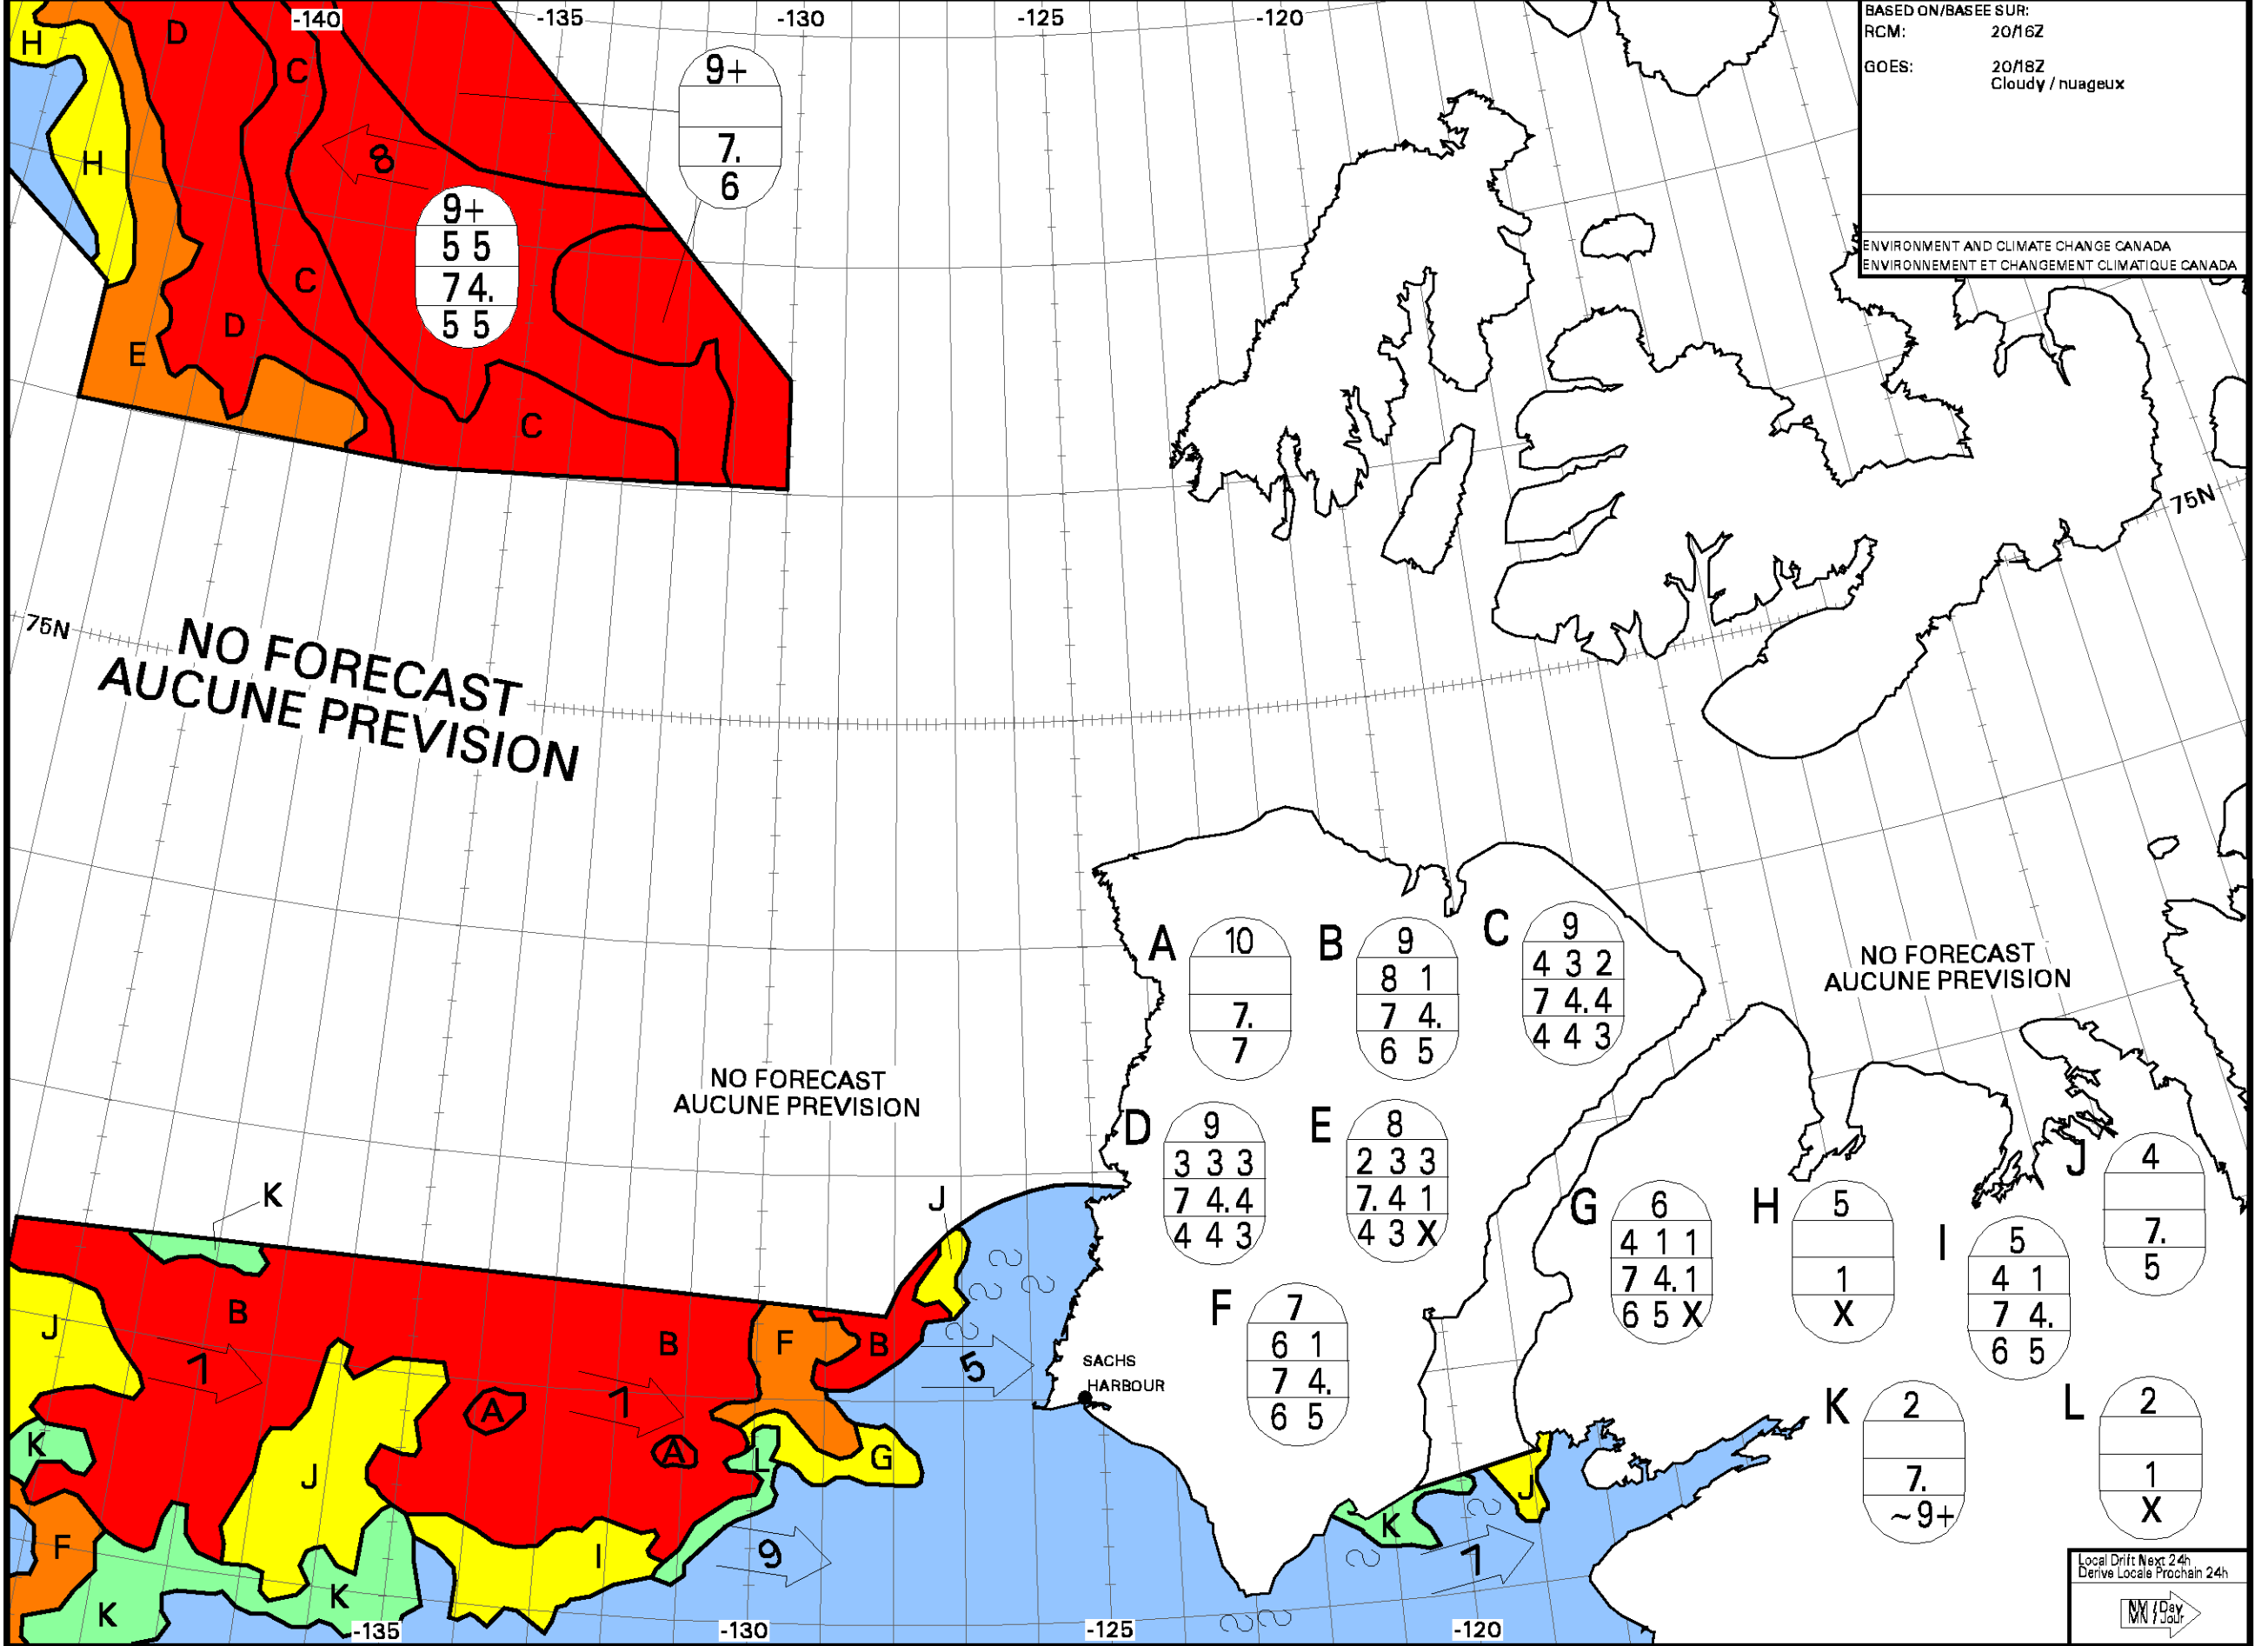 -140
-135
-130
-125
-120
BASED ON/BASEE SUR:
RCM: 20/16Z
GOES: 20/18Z
Cloudy / nuageux
ENVIRONMENT AND CLIMATE CHANGE CANADA
ENVIRONNEMENT ET CHANGEMENT CLIMATIQUE CANADA
H
D
C
9+
7.
6
H
8
9+
5 5
7 4.
5 5
C
D
E
C
75N
75N
NO FORECAST
AUCUNE PREVISION
A
10
7.
7
B
9
8 1
7 4.
6 5
C
9
4 3 2
7 4.4
4 4 3
NO FORECAST
AUCUNE PREVISION
NO FORECAST
AUCUNE PREVISION
D
9
3 3 3
7 4.4
4 4 3
E
8
2 3 3
7.4 1
4 3 X
F
7
6 1
7 4.
6 5
G
6
4 1 1
7 4.1
6 5 X
H
5
1
X
I
5
4 1
7 4.
6 5
J
4
7.
5
K
2
7.
~9+
L
2
1
X
K
J
B
J
B
F
B
7
7
5
SACHS
HARBOUR
A
A
K
J
L
G
F
I
9
K
K
K
J
7
-135
-130
-125
-120
Local Drift Next 24h
Derive Locale Prochain 24h
NM / Day
MN / Jour